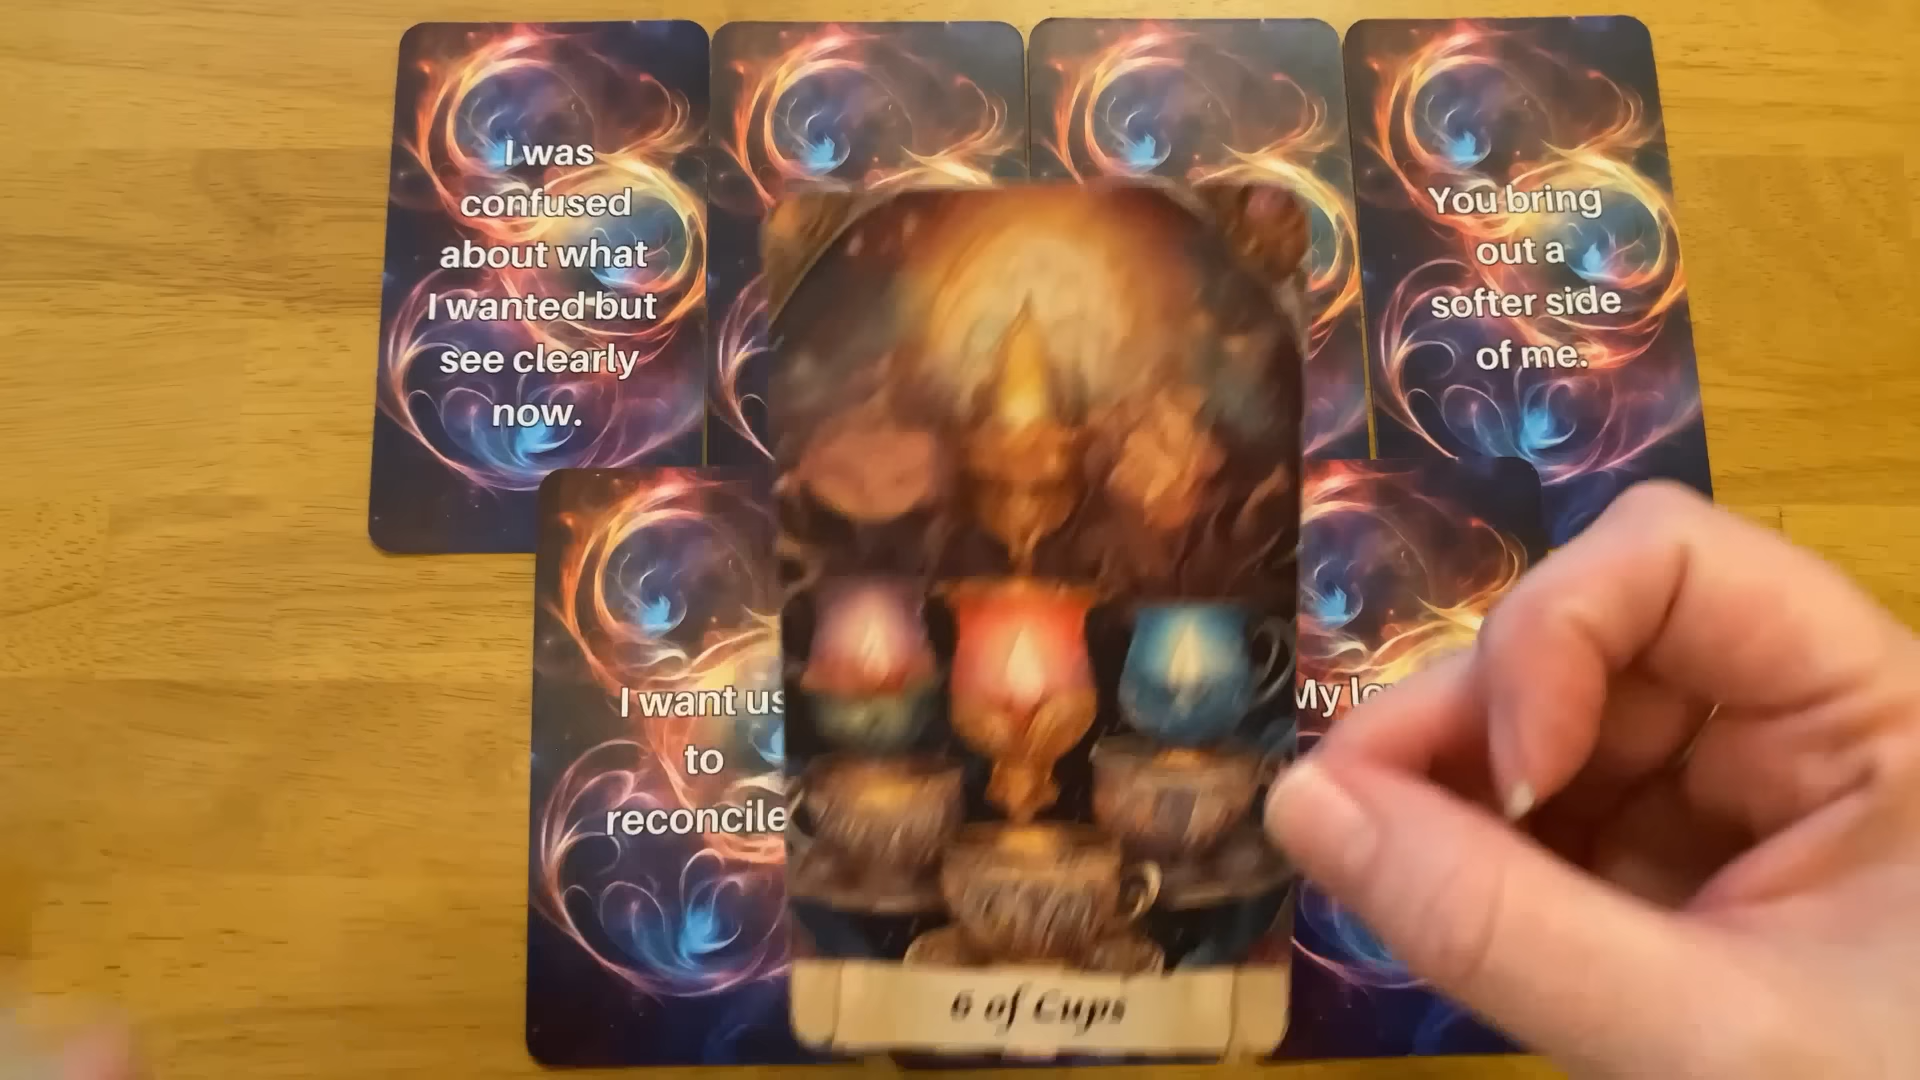 I was
confused
about what
I wanted but
see clearly
now.
You bring
out a
softer side
of me.
I want us
to
reconcile
My
6 of Cups